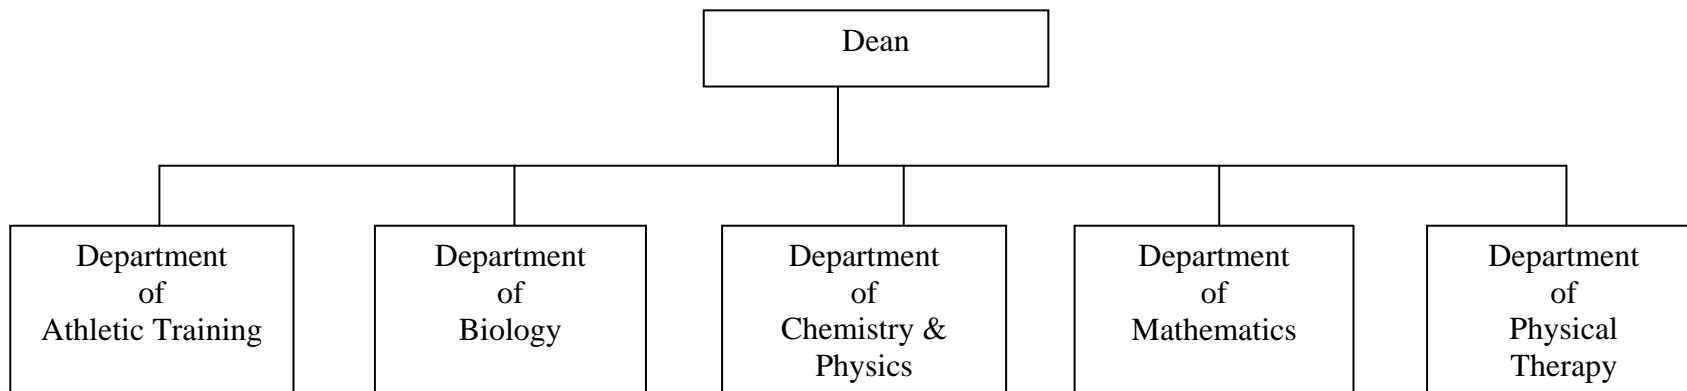 Dean
Department
of
Athletic Training
Department
of
Biology
Department
of
Chemistry &
Physics
Department
of
Mathematics
Department
of
Physical
Therapy